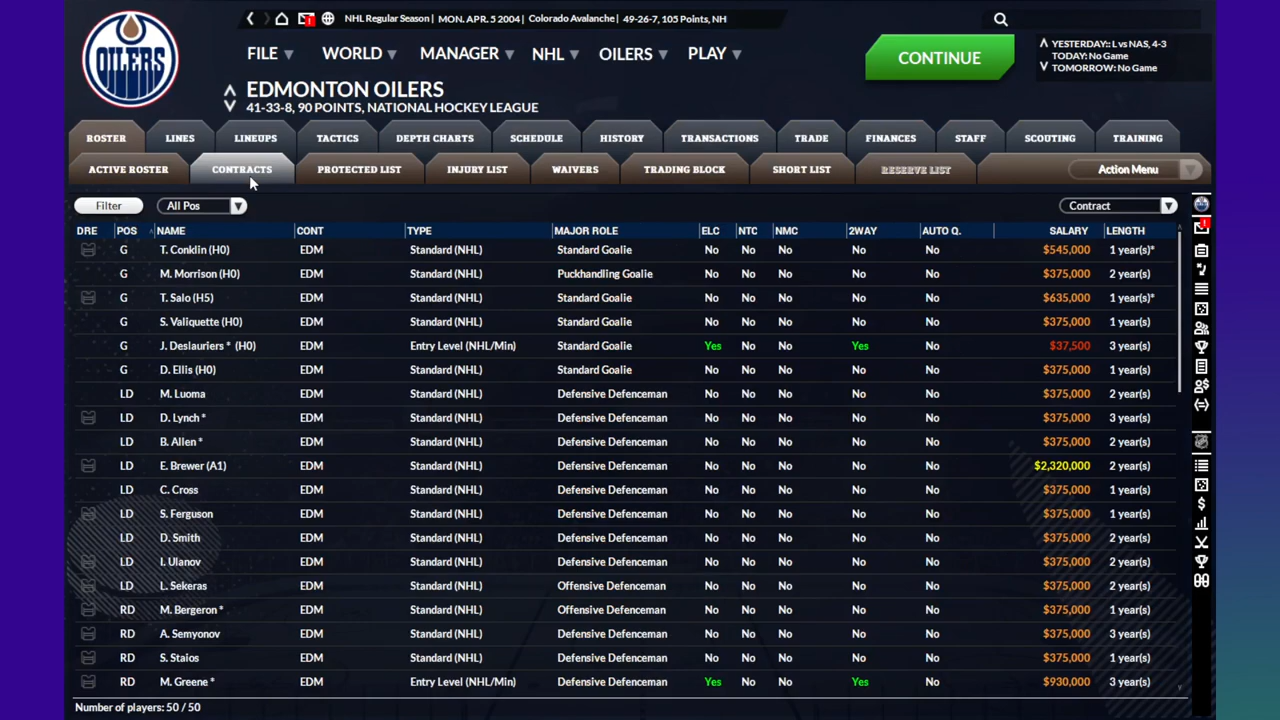 OILERS
NHL Regular Season | MON. APR. 5 2004 | Colorado Avalanche | 49-26-7, 105 Points, NH
FILE WORLD MANAGER NHL OILERS PLAY
CONTINUE
YESTERDAY:: L vs NAS, 4-3
TODAY: No Game
TOMORROW: No Game
EDMONTON OILERS
41-33-8, 90 POINTS, NATIONAL HOCKEY LEAGUE
ROSTER LINES LINEUPS TACTICS DEPTH CHARTS SCHEDULE HISTORY TRANSACTIONS TRADE FINANCES STAFF SCOUTING TRAINING
ACTIVE ROSTER CONTRACTS PROTECTED LIST INJURY LIST WAIVERS TRADING BLOCK SHORT LIST RESERVE LIST Action Menu
Filter All Pos Contract
DRE POS NAME CONT TYPE MAJOR ROLE ELC NTC NMC 2WAY AUTO Q. SALARY LENGTH
G T. Conklin (H0) EDM Standard (NHL) Standard Goalie No No No No No $545,000 1 year(s)*
G M. Morrison (H0) EDM Standard (NHL) Puckhandling Goalie No No No No No $375,000 2 year(s)
G T. Salo (H5) EDM Standard (NHL) Standard Goalie No No No No No $635,000 1 year(s)*
G S. Valiquette (H0) EDM Standard (NHL) Standard Goalie No No No No No $375,000 1 year(s)
G J. Deslauriers * (H0) EDM Entry Level (NHL/Min) Standard Goalie Yes No No Yes No $37,500 3 year(s)
G D. Ellis (H0) EDM Standard (NHL) Standard Goalie No No No No No $375,000 1 year(s)
LD M. Luoma EDM Standard (NHL) Defensive Defenceman No No No No No $375,000 2 year(s)
LD D. Lynch * EDM Standard (NHL) Defensive Defenceman No No No No No $375,000 3 year(s)
LD B. Allen * EDM Standard (NHL) Defensive Defenceman No No No No No $375,000 2 year(s)
LD E. Brewer (A1) EDM Standard (NHL) Defensive Defenceman No No No No No $2,320,000 2 year(s)
LD C. Cross EDM Standard (NHL) Defensive Defenceman No No No No No $375,000 1 year(s)
LD S. Ferguson EDM Standard (NHL) Defensive Defenceman No No No No No $375,000 1 year(s)
LD D. Smith EDM Standard (NHL) Defensive Defenceman No No No No No $375,000 2 year(s)
LD I. Ulanov EDM Standard (NHL) Defensive Defenceman No No No No No $375,000 2 year(s)
LD L. Sekeras EDM Standard (NHL) Offensive Defenceman No No No No No $375,000 2 year(s)
RD M. Bergeron * EDM Standard (NHL) Offensive Defenceman No No No No No $375,000 1 year(s)
RD A. Semyonov EDM Standard (NHL) Defensive Defenceman No No No No No $375,000 3 year(s)
RD S. Staios EDM Standard (NHL) Defensive Defenceman No No No No No $375,000 1 year(s)
RD M. Greene * EDM Entry Level (NHL/Min) Defensive Defenceman Yes No No Yes No $930,000 3 year(s)
Number of players: 50 / 50